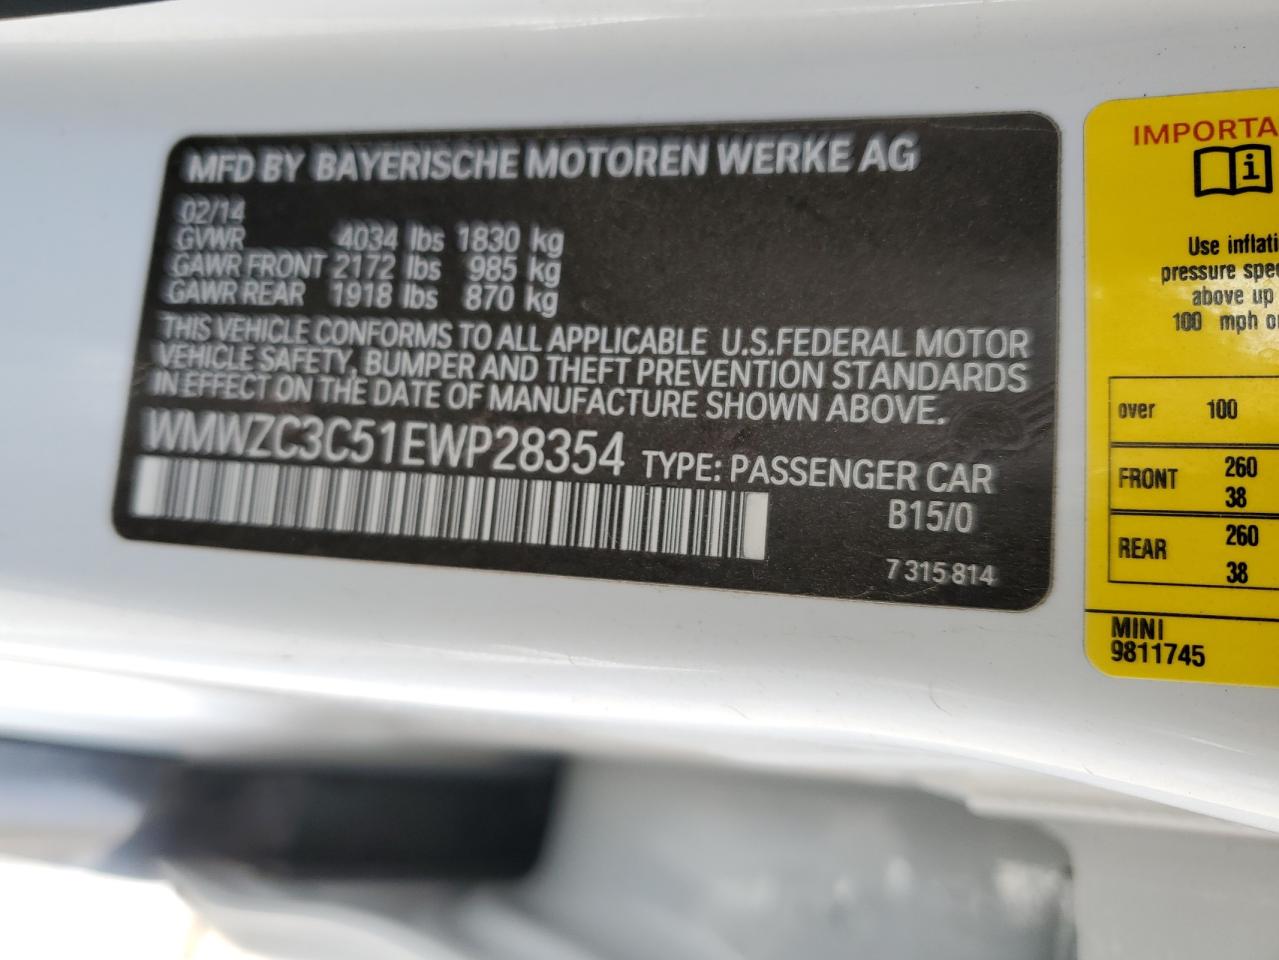 MFD BY BAYERISCHE MOTOREN WERKE AG
02/14
GVWR 4034 lbs 1830 kg
GAWR FRONT 2172 lbs 985 kg
GAWR REAR 1918 lbs 870 kg
THIS VEHICLE CONFORMS TO ALL APPLICABLE U.S.FEDERAL MOTOR
VEHICLE SAFETY, BUMPER AND THEFT PREVENTION STANDARDS
IN EFFECT ON THE DATE OF MANUFACTURE SHOWN ABOVE.
WMWZC3C51EWP28354 TYPE: PASSENGER CAR
B15/0
7 315 814
IMPORTA
Use inflati
pressure spe
above up
100 mph o
over 100
FRONT 260
38
REAR 260
38
MINI
9811745